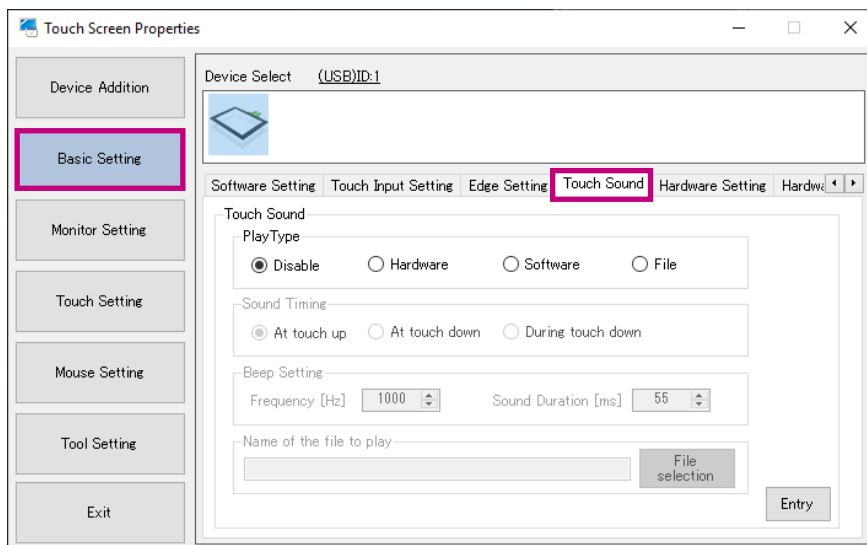 Touch Screen Properties
Device Addition
Basic Setting
Monitor Setting
Touch Setting
Mouse Setting
Tool Setting
Exit
Device Select (USB)ID:1
Software Setting Touch Input Setting Edge Setting Touch Sound Hardware Setting
Touch Sound
PlayType
Disable Hardware Software File
Sound Timing
At touch up At touch down During touch down
Beep Setting
Frequency [Hz] 1000 Sound Duration [ms] 55
Name of the file to play
File
selection
Entry